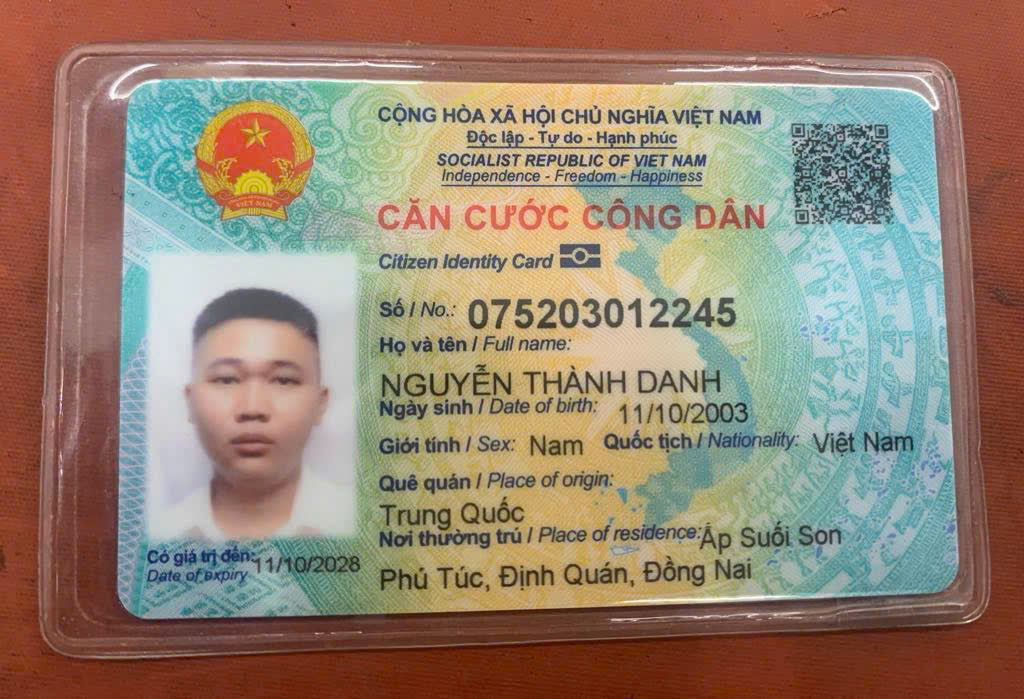 CỘNG HÒA XÃ HỘI CHỦ NGHĨA VIỆT NAM
Độc lập - Tự do - Hạnh phúc
SOCIALIST REPUBLIC OF VIET NAM
Independence - Freedom - Happiness
CĂN CƯỚC CÔNG DÂN
Citizen Identity Card
Số / No.: 075203012245
Họ và tên / Full name:
NGUYỄN THÀNH DANH
Ngày sinh / Date of birth: 11/10/2003
Giới tính / Sex: Nam Quốc tịch / Nationality: Việt Nam
Quê quán / Place of origin:
Trung Quốc
Nơi thường trú / Place of residence: Ấp Suối Son
Phú Túc, Định Quán, Đồng Nai
Có giá trị đến: 11/10/2028
Date of expiry
VIỆT NAM